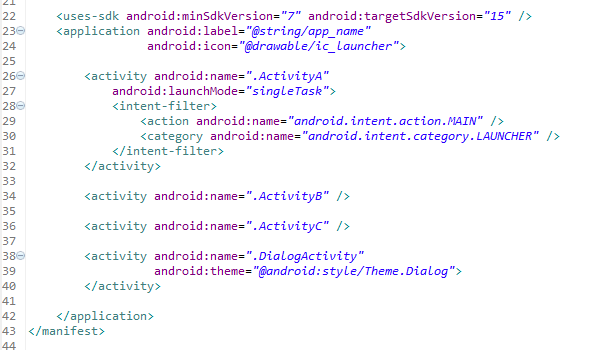 21
22 <uses-sdk android:minSdkVersion="7" android:targetSdkVersion="15" />
23 <application android:label="@string/app_name"
24 android:icon="@drawable/ic_launcher">
25
26 <activity android:name=".ActivityA"
27 android:launchMode="singleTask">
28 <intent-filter>
29 <action android:name="android.intent.action.MAIN" />
30 <category android:name="android.intent.category.LAUNCHER" />
31 </intent-filter>
32 </activity>
33
34 <activity android:name=".ActivityB" />
35
36 <activity android:name=".ActivityC" />
37
38 <activity android:name=".DialogActivity"
39 android:theme="@android:style/Theme.Dialog">
40 </activity>
41
42 </application>
43 </manifest>
44